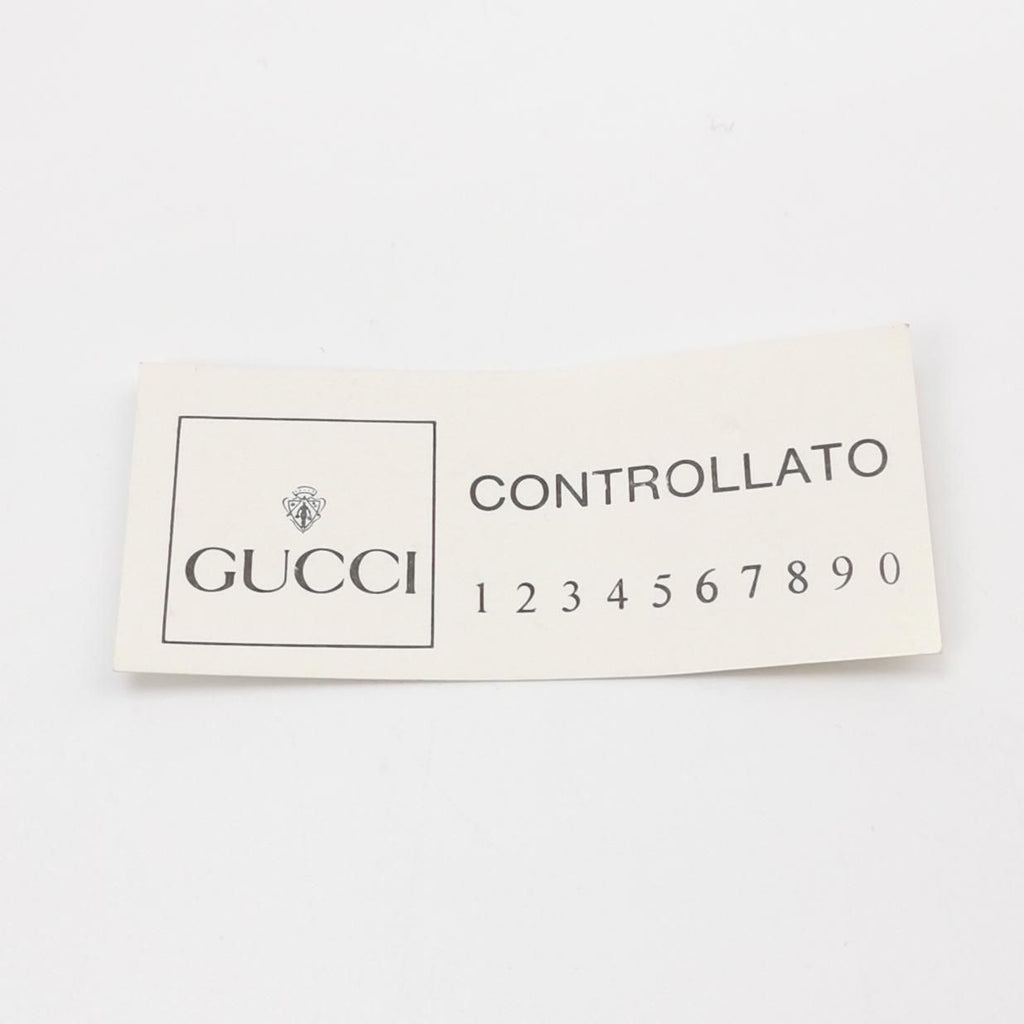 GUCCI
CONTROLLATO
1 2 3 4 5 6 7 8 9 0